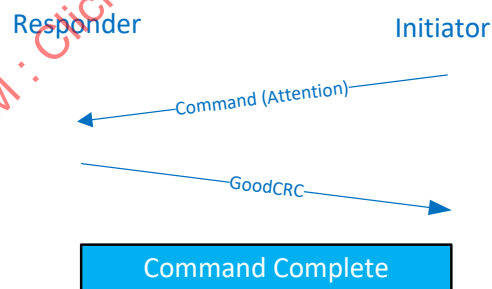 Responder
Initiator
Command (Attention)
GoodCRC
Command Complete